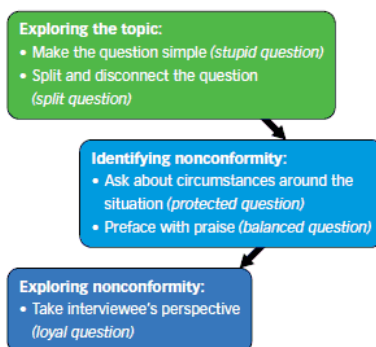 Exploring the topic:
• Make the question simple (stupid question)
• Split and disconnect the question
(split question)
Identifying nonconformity:
• Ask about circumstances around the
situation (protected question)
• Preface with praise (balanced question)
Exploring nonconformity:
• Take interviewee's perspective
(loyal question)